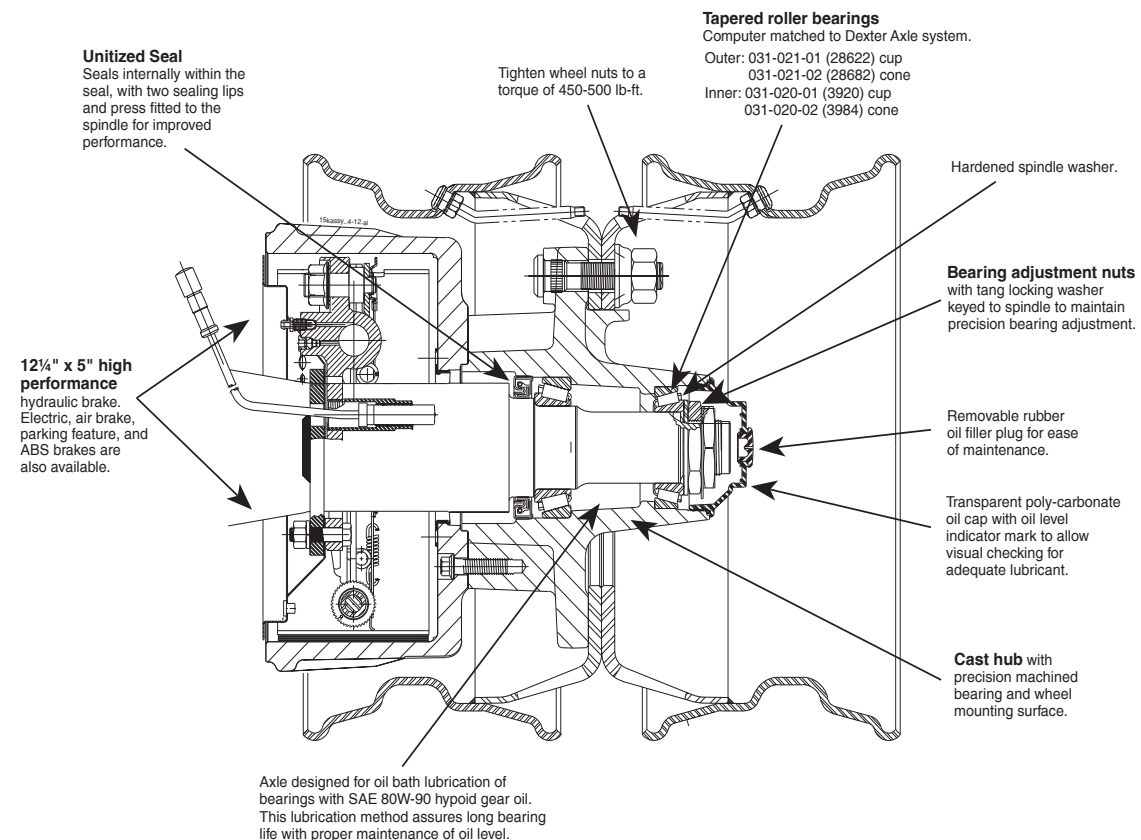 Tapered roller bearings
Computer matched to Dexter Axle system.
Outer: 031-021-01 (28622) cup
031-021-02 (28682) cone
Inner: 031-020-01 (3920) cup
031-020-02 (3984) cone
Unitized Seal
Seals internally within the
seal, with two sealing lips
and press fitted to the
spindle for improved
performance.
Tighten wheel nuts to a
torque of 450-500 lb-ft.
Hardened spindle washer.
15kassy_4-12.ai
Bearing adjustment nuts
with tang locking washer
keyed to spindle to maintain
precision bearing adjustment.
12¼" x 5" high
performance
hydraulic brake.
Electric, air brake,
parking feature, and
ABS brakes are
also available.
Removable rubber
oil filler plug for ease
of maintenance.
Transparent poly-carbonate
oil cap with oil level
indicator mark to allow
visual checking for
adequate lubricant.
Cast hub with
precision machined
bearing and wheel
mounting surface.
Axle designed for oil bath lubrication of
bearings with SAE 80W-90 hypoid gear oil.
This lubrication method assures long bearing
life with proper maintenance of oil level.